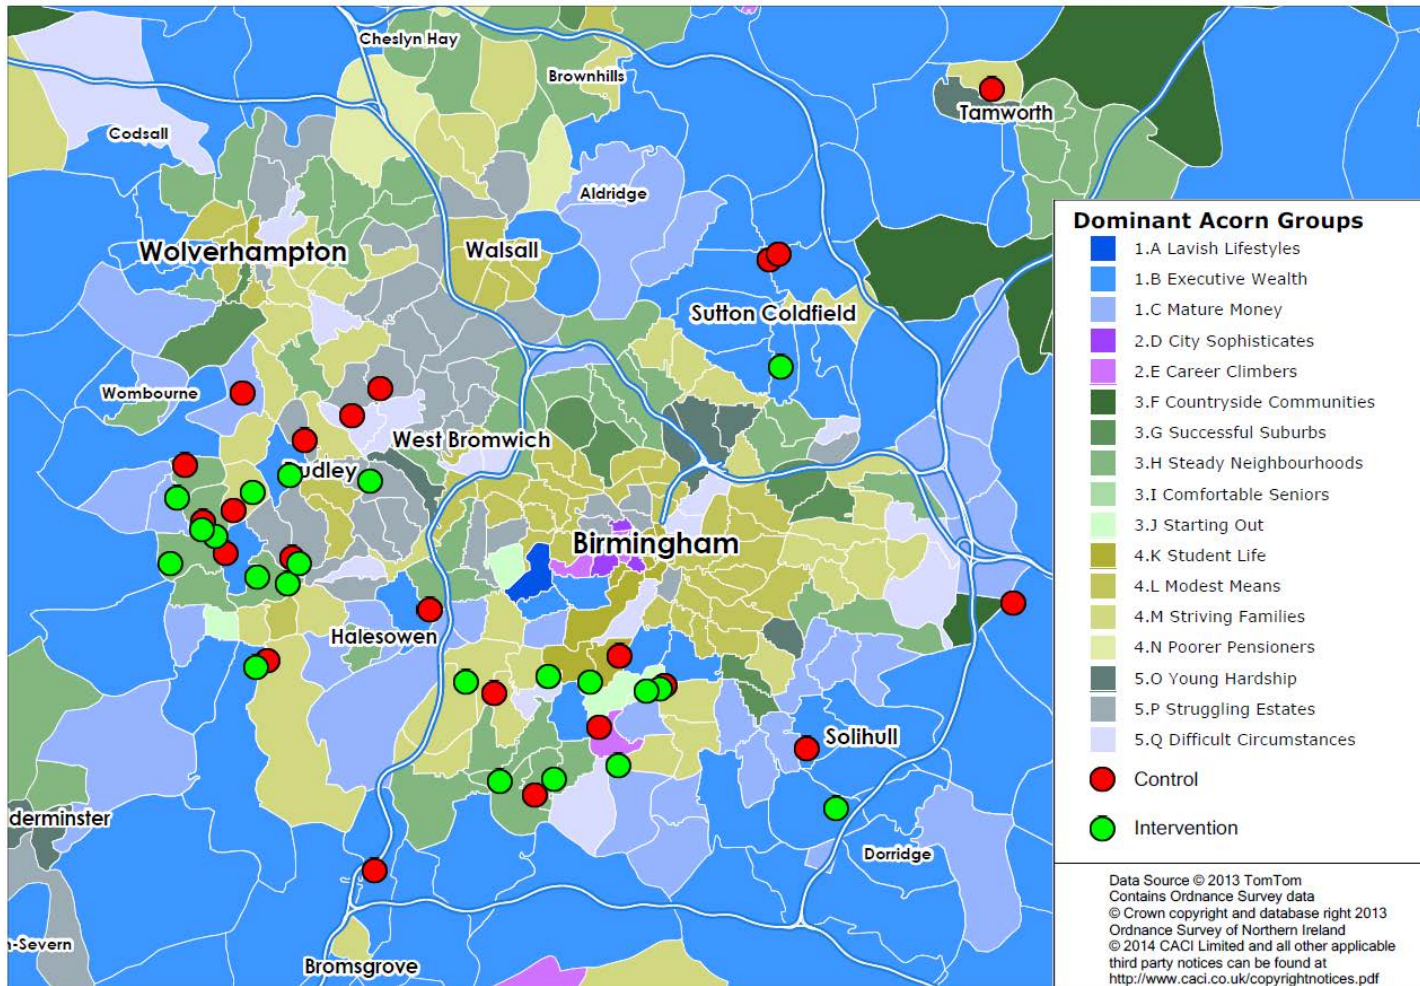 Cheslyn Hay
Brownhills
Tamworth
Codsall
Aldridge
Wolverhampton
Walsall
Sutton Coldfield
Wombourne
West Bromwich
Dudley
Birmingham
Halesowen
Solihull
derminster
Dorridge
n-Severn
Bromsgrove
Dominant Acorn Groups
1.A Lavish Lifestyles
1.B Executive Wealth
1.C Mature Money
2.D City Sophisticates
2.E Career Climbers
3.F Countryside Communities
3.G Successful Suburbs
3.H Steady Neighbourhoods
3.I Comfortable Seniors
3.J Starting Out
4.K Student Life
4.L Modest Means
4.M Striving Families
4.N Poorer Pensioners
5.O Young Hardship
5.P Struggling Estates
5.Q Difficult Circumstances
Control
Intervention
Data Source © 2013 TomTom
Contains Ordnance Survey data
© Crown copyright and database right 2013
Ordnance Survey of Northern Ireland
© 2014 CACI Limited and all other applicable
third party notices can be found at
http://www.caci.co.uk/copyrightnotices.pdf